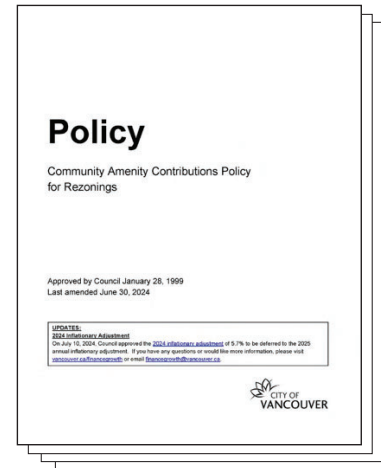 Policy
Community Amenity Contributions Policy
for Rezonings
Approved by Council January 28, 1999
Last amended June 30, 2024
UPDATES:
2024 Inflationary Adjustment
On July 10, 2024, Council approved the 2024 inflationary adjustment of 5.7% to be deferred to the 2025
annual inflationary adjustment. If you have any questions or would like more information, please visit
vancouver.ca/financegrowth or email financegrowth@vancouver.ca.
CITY OF
VANCOUVER